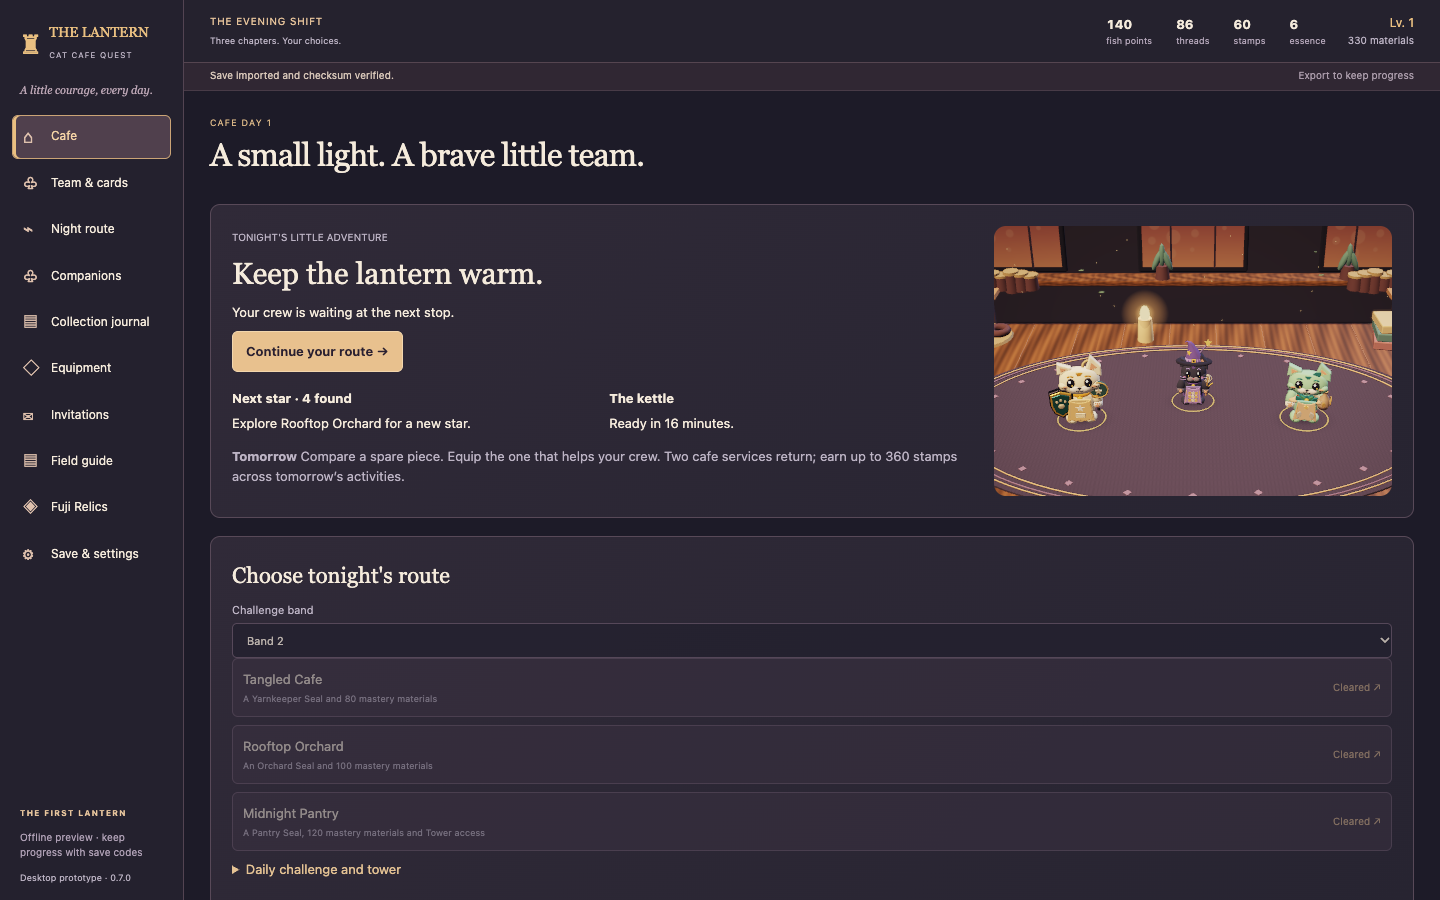 THE LANTERN
CAT CAFE QUEST
A little courage, every day.
Cafe
Team & cards
Night route
Companions
Collection journal
Equipment
Invitations
Field guide
Fuji Relics
Save & settings
THE FIRST LANTERN
Offline preview · keep
progress with save codes
Desktop prototype · 0.7.0
THE EVENING SHIFT
Three chapters. Your choices.
140
fish points
86
threads
60
stamps
6
essence
Lv. 1
330 materials
Save imported and checksum verified.
Export to keep progress
CAFE DAY 1
A small light. A brave little team.
TONIGHT'S LITTLE ADVENTURE
Keep the lantern warm.
Your crew is waiting at the next stop.
Continue your route →
Next star · 4 found
Explore Rooftop Orchard for a new star.
The kettle
Ready in 16 minutes.
Tomorrow Compare a spare piece. Equip the one that helps your crew. Two cafe services return; earn up to 360 stamps
across tomorrow's activities.
Choose tonight's route
Challenge band
Band 2
Tangled Cafe
A Yarnkeeper Seal and 80 mastery materials
Cleared ↗
Rooftop Orchard
An Orchard Seal and 100 mastery materials
Cleared ↗
Midnight Pantry
A Pantry Seal, 120 mastery materials and Tower access
Cleared ↗
Daily challenge and tower